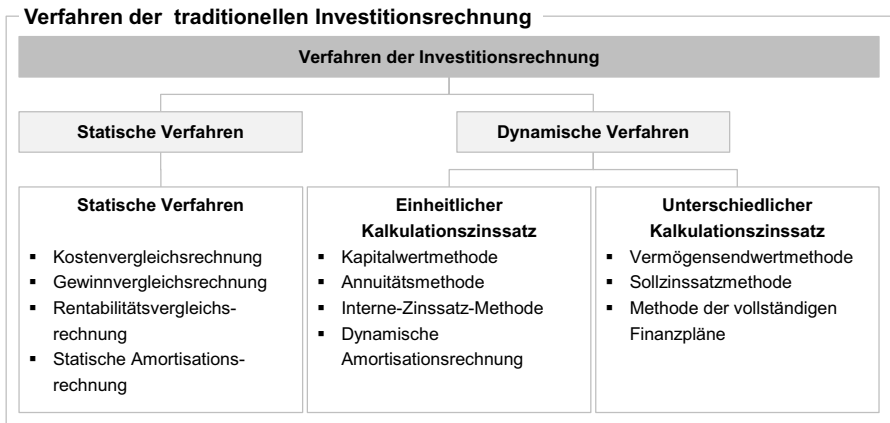 Verfahren der traditionellen Investitionsrechnung
Verfahren der Investitionsrechnung
Statische Verfahren
Dynamische Verfahren
Statische Verfahren
▪ Kostenvergleichsrechnung
▪ Gewinnvergleichsrechnung
▪ Rentabilitätsvergleichs-
rechnung
▪ Statische Amortisations-
rechnung
Einheitlicher
Kalkulationszinssatz
▪ Kapitalwertmethode
▪ Annuitätsmethode
▪ Interne-Zinssatz-Methode
▪ Dynamische
Amortisationsrechnung
Unterschiedlicher
Kalkulationszinssatz
▪ Vermögensendwertmethode
▪ Sollzinssatzmethode
▪ Methode der vollständigen
Finanzpläne